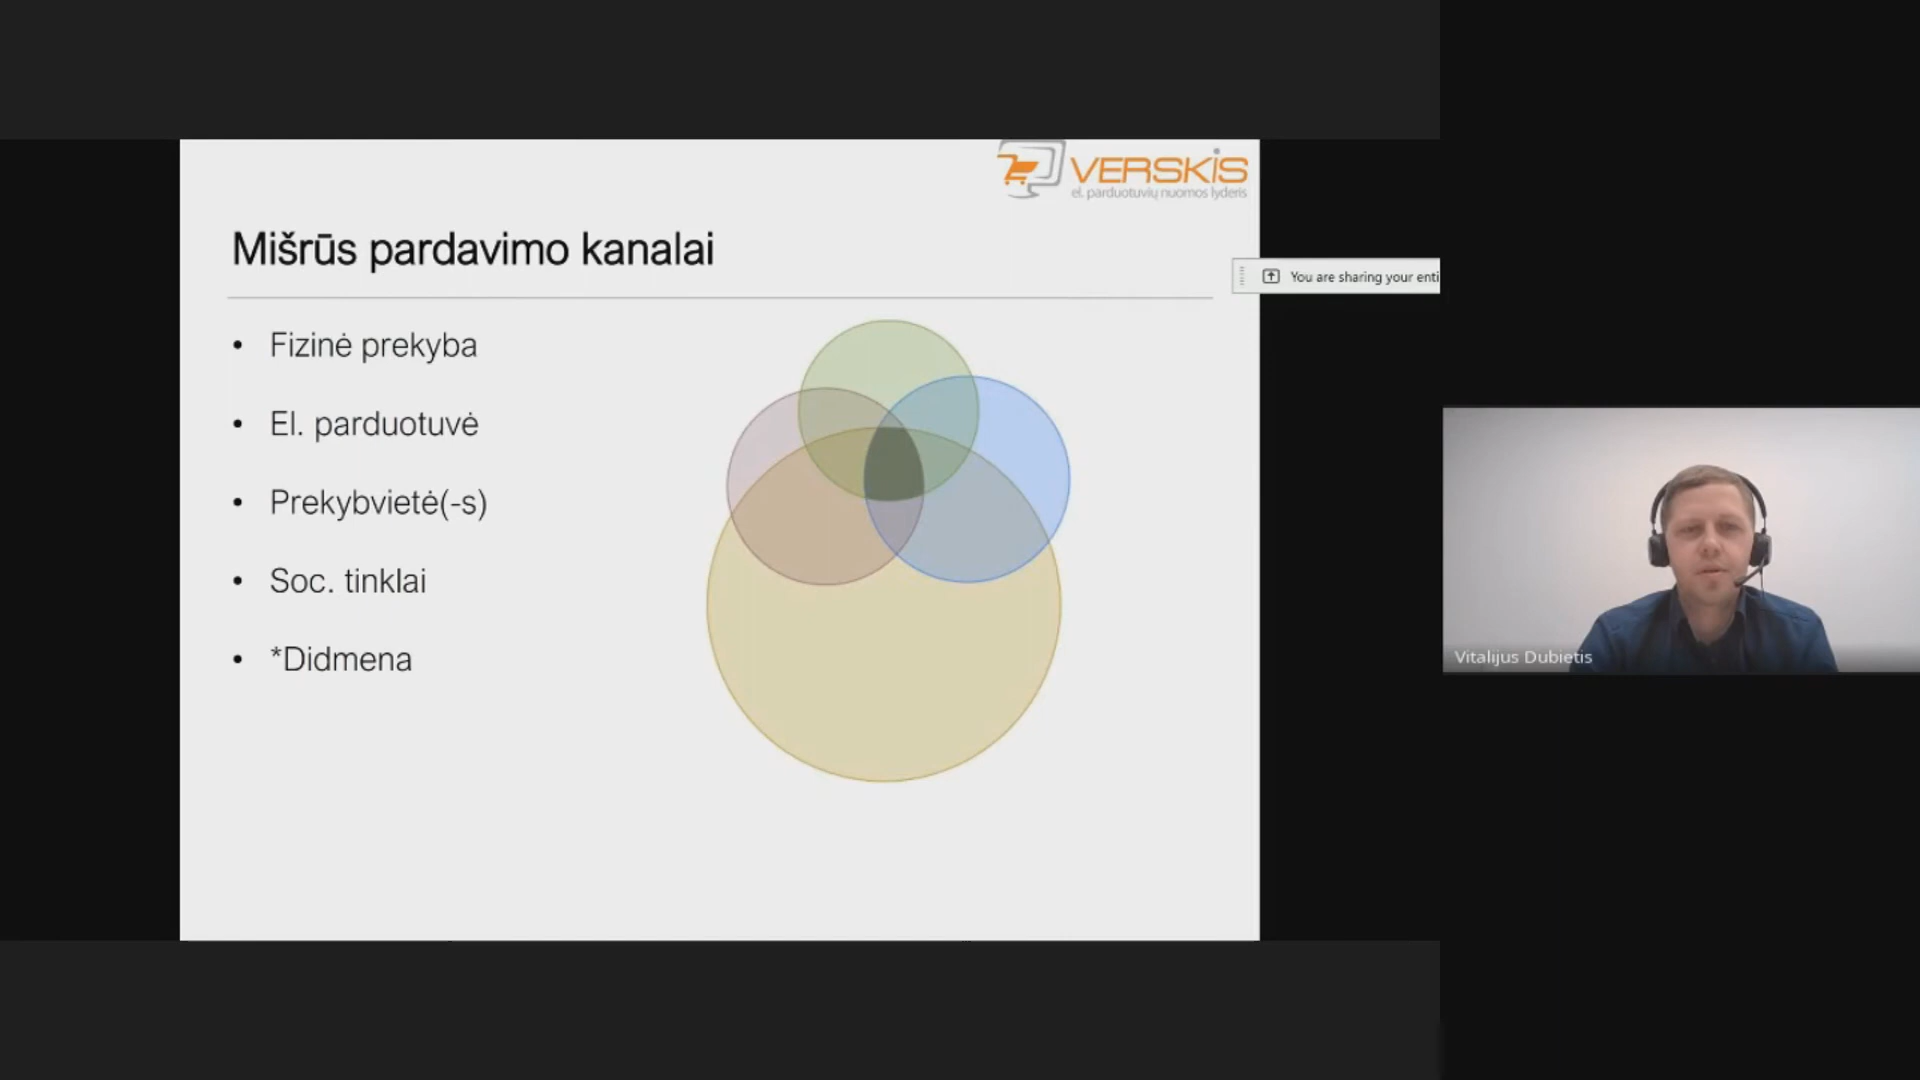 VERSKIS
el. parduotuvių nuomos lyderis
Mišrūs pardavimo kanalai
You are sharing your enti
• Fizinė prekyba
• El. parduotuvė
• Prekybvietė(-s)
• Soc. tinklai
• *Didmena
Vitalijus Dubietis